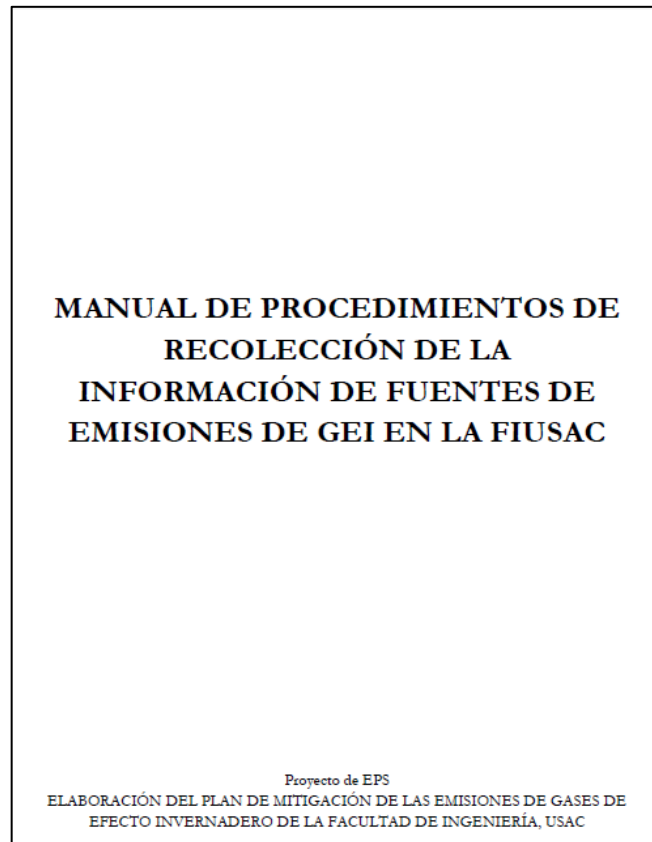 MANUAL DE PROCEDIMIENTOS DE
RECOLECCIÓN DE LA
INFORMACIÓN DE FUENTES DE
EMISIONES DE GEI EN LA FIUSAC
Proyecto de EPS
ELABORACIÓN DEL PLAN DE MITIGACIÓN DE LAS EMISIONES DE GASES DE
EFECTO INVERNADERO DE LA FACULTAD DE INGENIERÍA, USAC